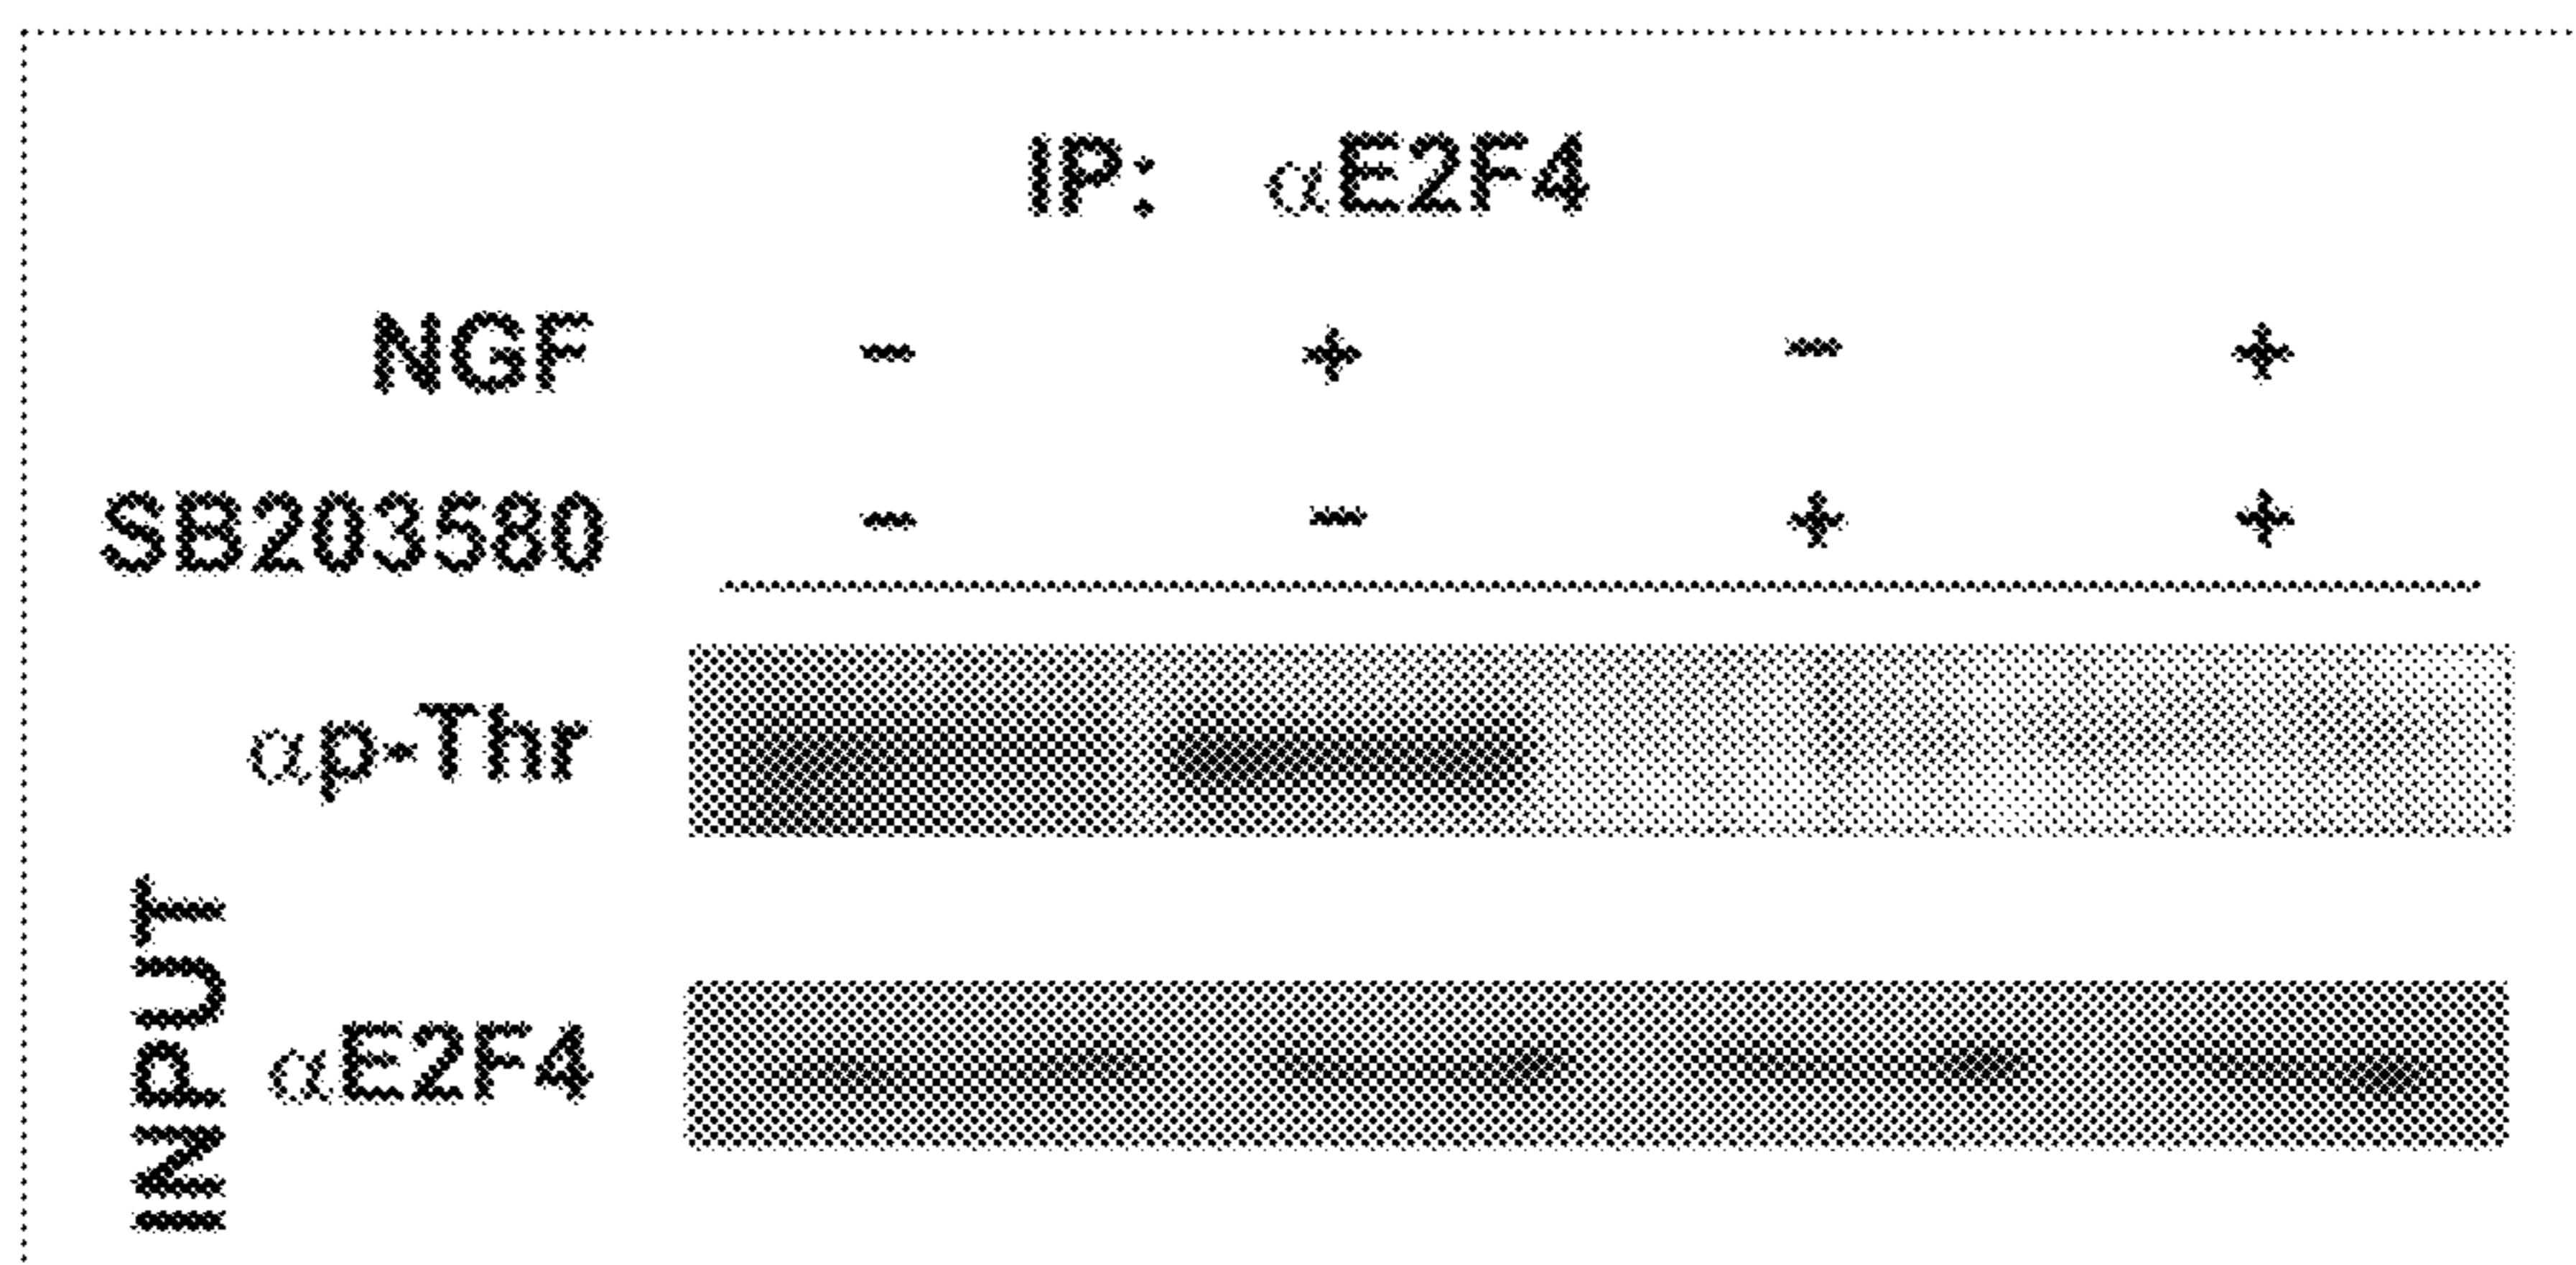 IP: αE2F4
NGF - + - +
SB203580 - - + +
αp-Thr
INPUT
αE2F4